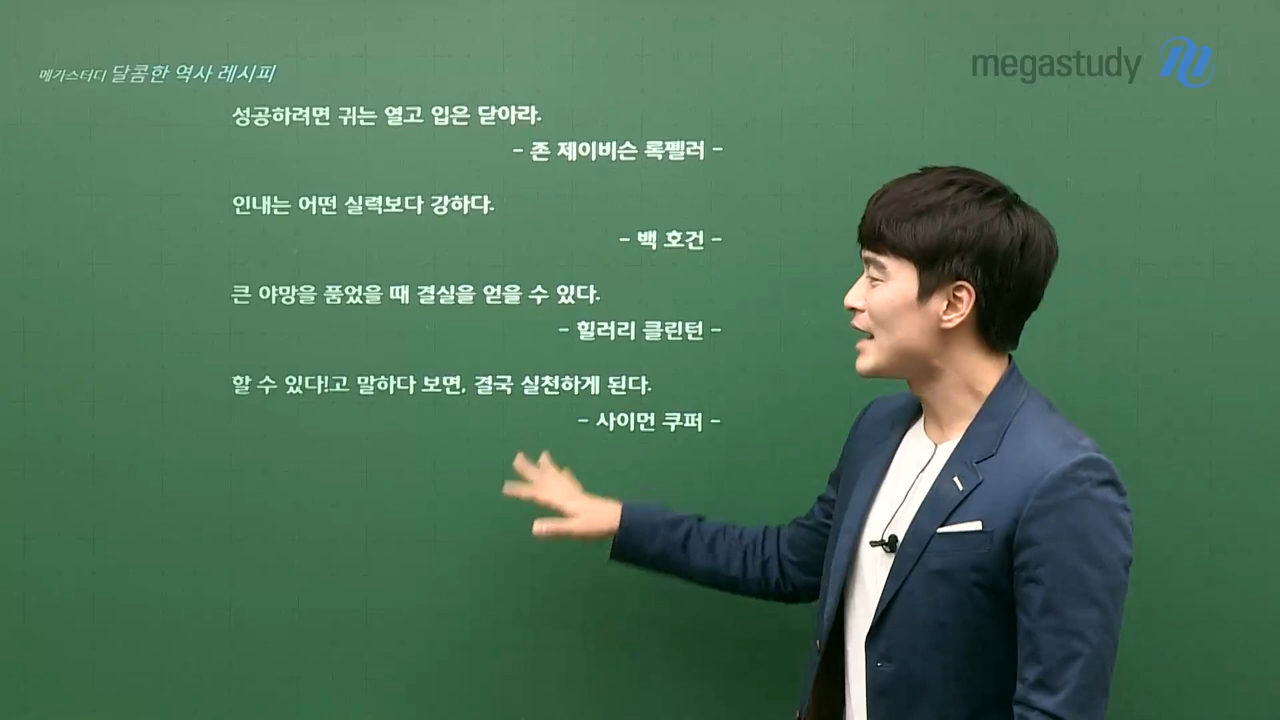 메가스터디 달콤한 역사 레시피
megastudy
성공하려면 귀는 열고 입은 닫아라.
- 존 제이비슨 록펠러 -
인내는 어떤 실력보다 강하다.
- 백 호건 -
큰 야망을 품었을 때 결실을 얻을 수 있다.
- 힐러리 클린턴 -
할 수 있다!고 말하다 보면, 결국 실천하게 된다.
- 사이먼 쿠퍼 -